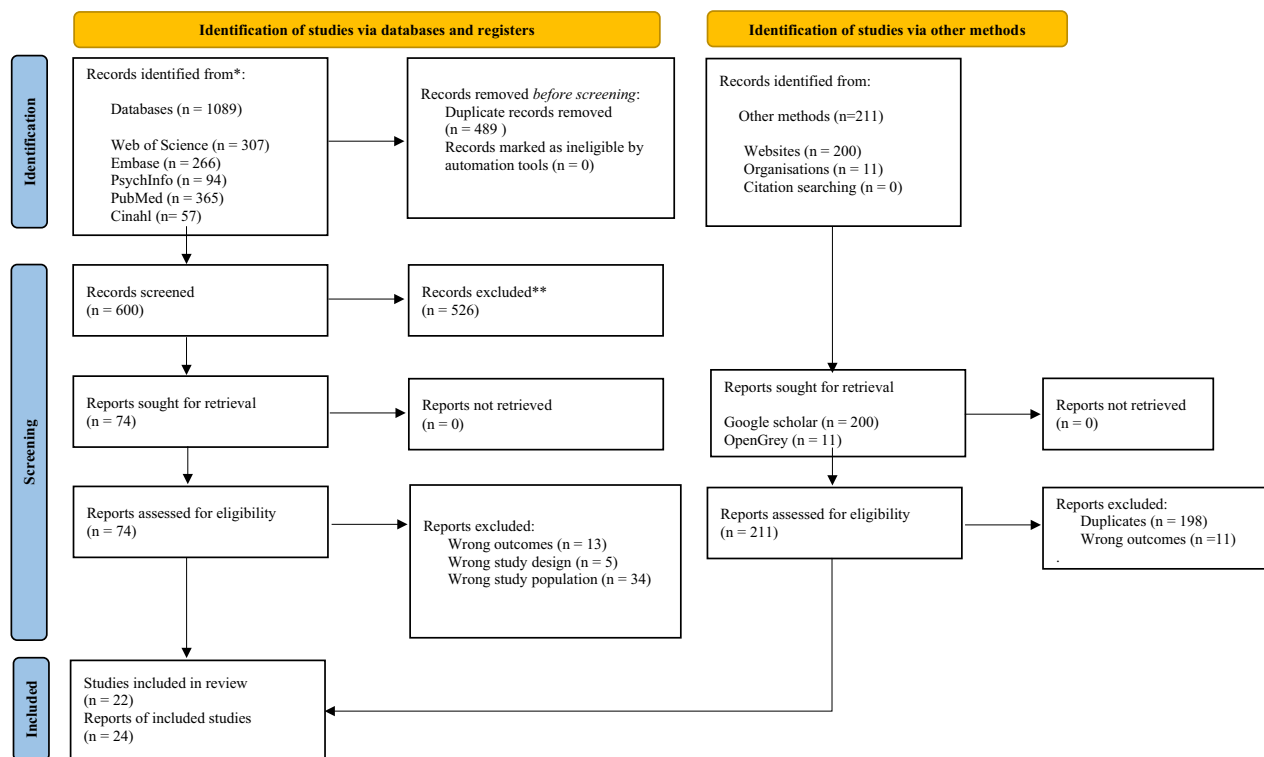 Identification of studies via databases and registers
Identification of studies via other methods
Identification
Records identified from*:
Databases (n = 1089)
Web of Science (n = 307)
Embase (n = 266)
PsychInfo (n = 94)
PubMed (n = 365)
Cinahl (n= 57)
Records removed before screening:
Duplicate records removed
(n = 489 )
Records marked as ineligible by
automation tools (n = 0)
Records identified from:
Other methods (n=211)
Websites (n = 200)
Organisations (n = 11)
Citation searching (n = 0)
Screening
Records screened
(n = 600)
Records excluded**
(n = 526)
Reports sought for retrieval
(n = 74)
Reports not retrieved
(n = 0)
Reports sought for retrieval
Google scholar (n = 200)
OpenGrey (n = 11)
Reports not retrieved
(n = 0)
Reports assessed for eligibility
(n = 74)
Reports excluded:
Wrong outcomes (n = 13)
Wrong study design (n = 5)
Wrong study population (n = 34)
Reports assessed for eligibility
(n = 211)
Reports excluded:
Duplicates (n = 198)
Wrong outcomes (n =11)
.
Included
Studies included in review
(n = 22)
Reports of included studies
(n = 24)